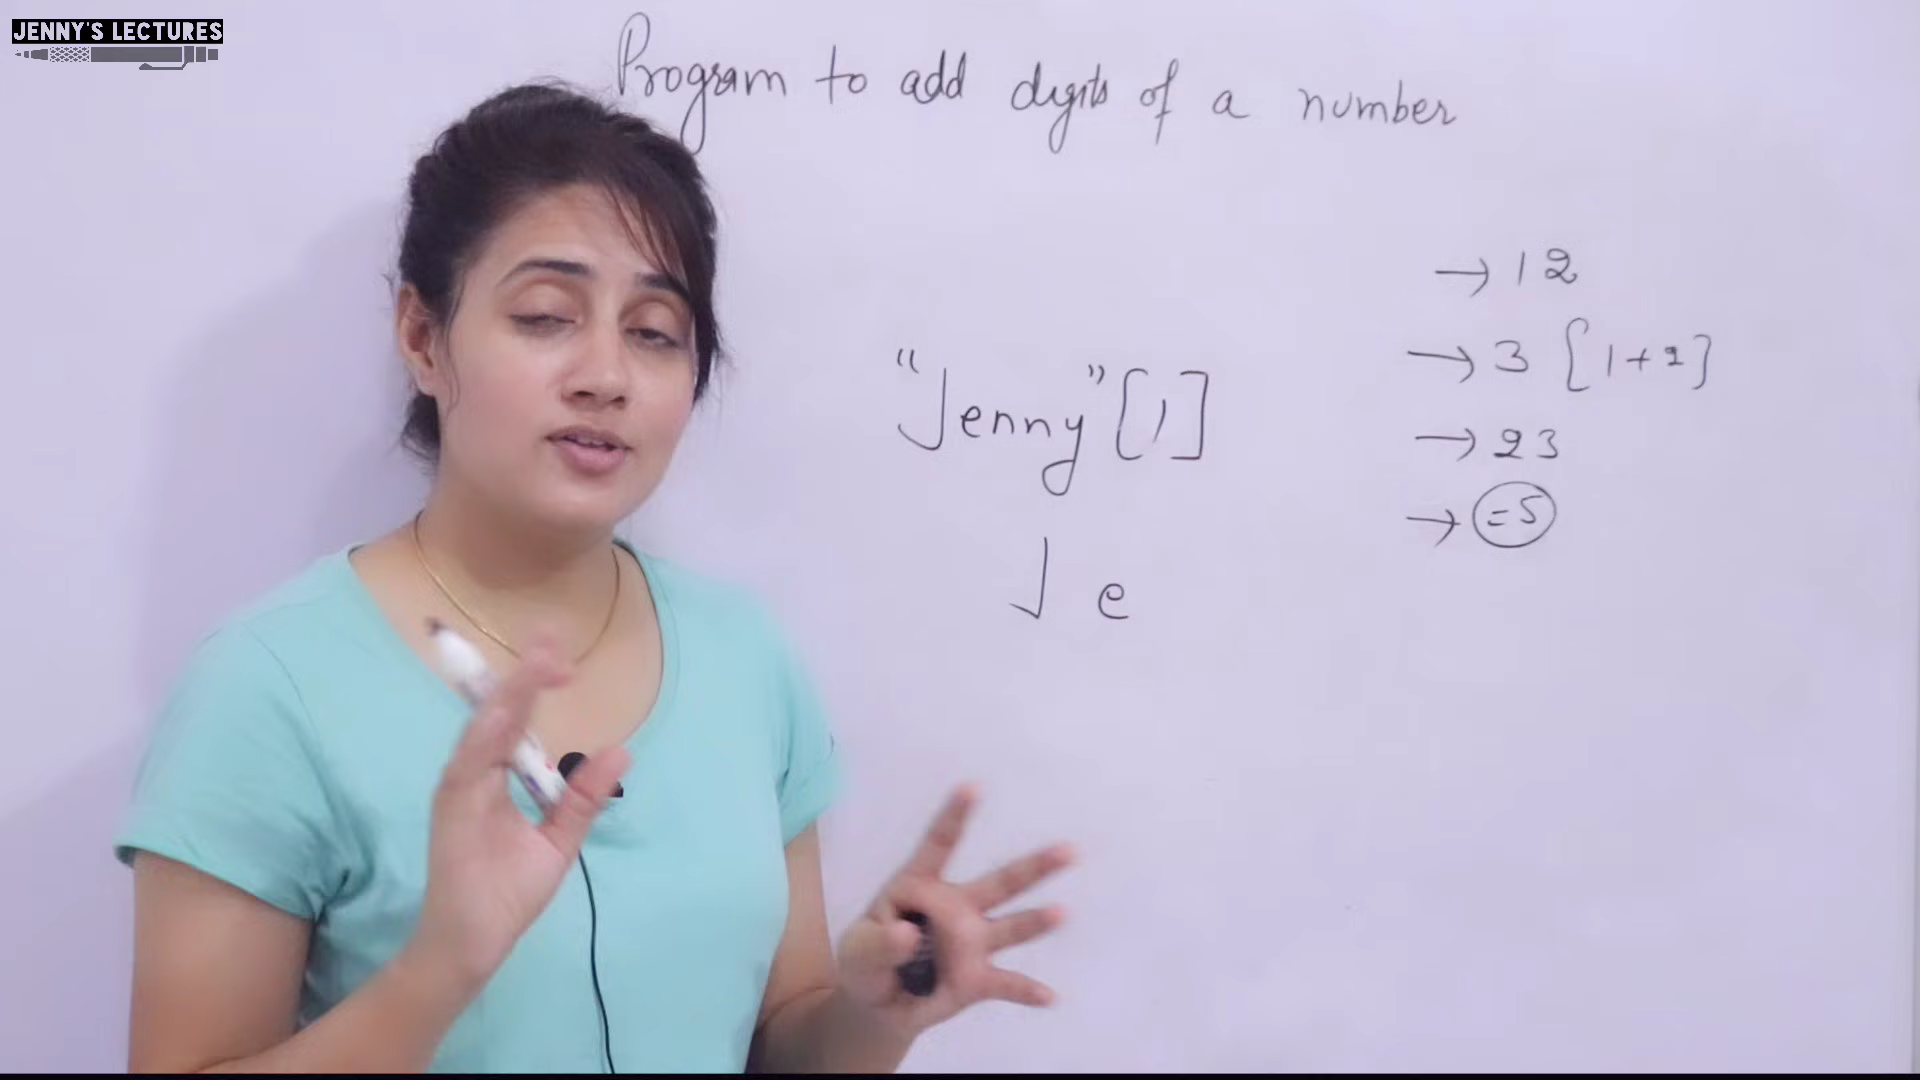 JENNY'S LECTURES
Program to add digits of a number
"Jenny"[1]
J e
→ 12
→ 3 [1+2]
→ 23
→ =5